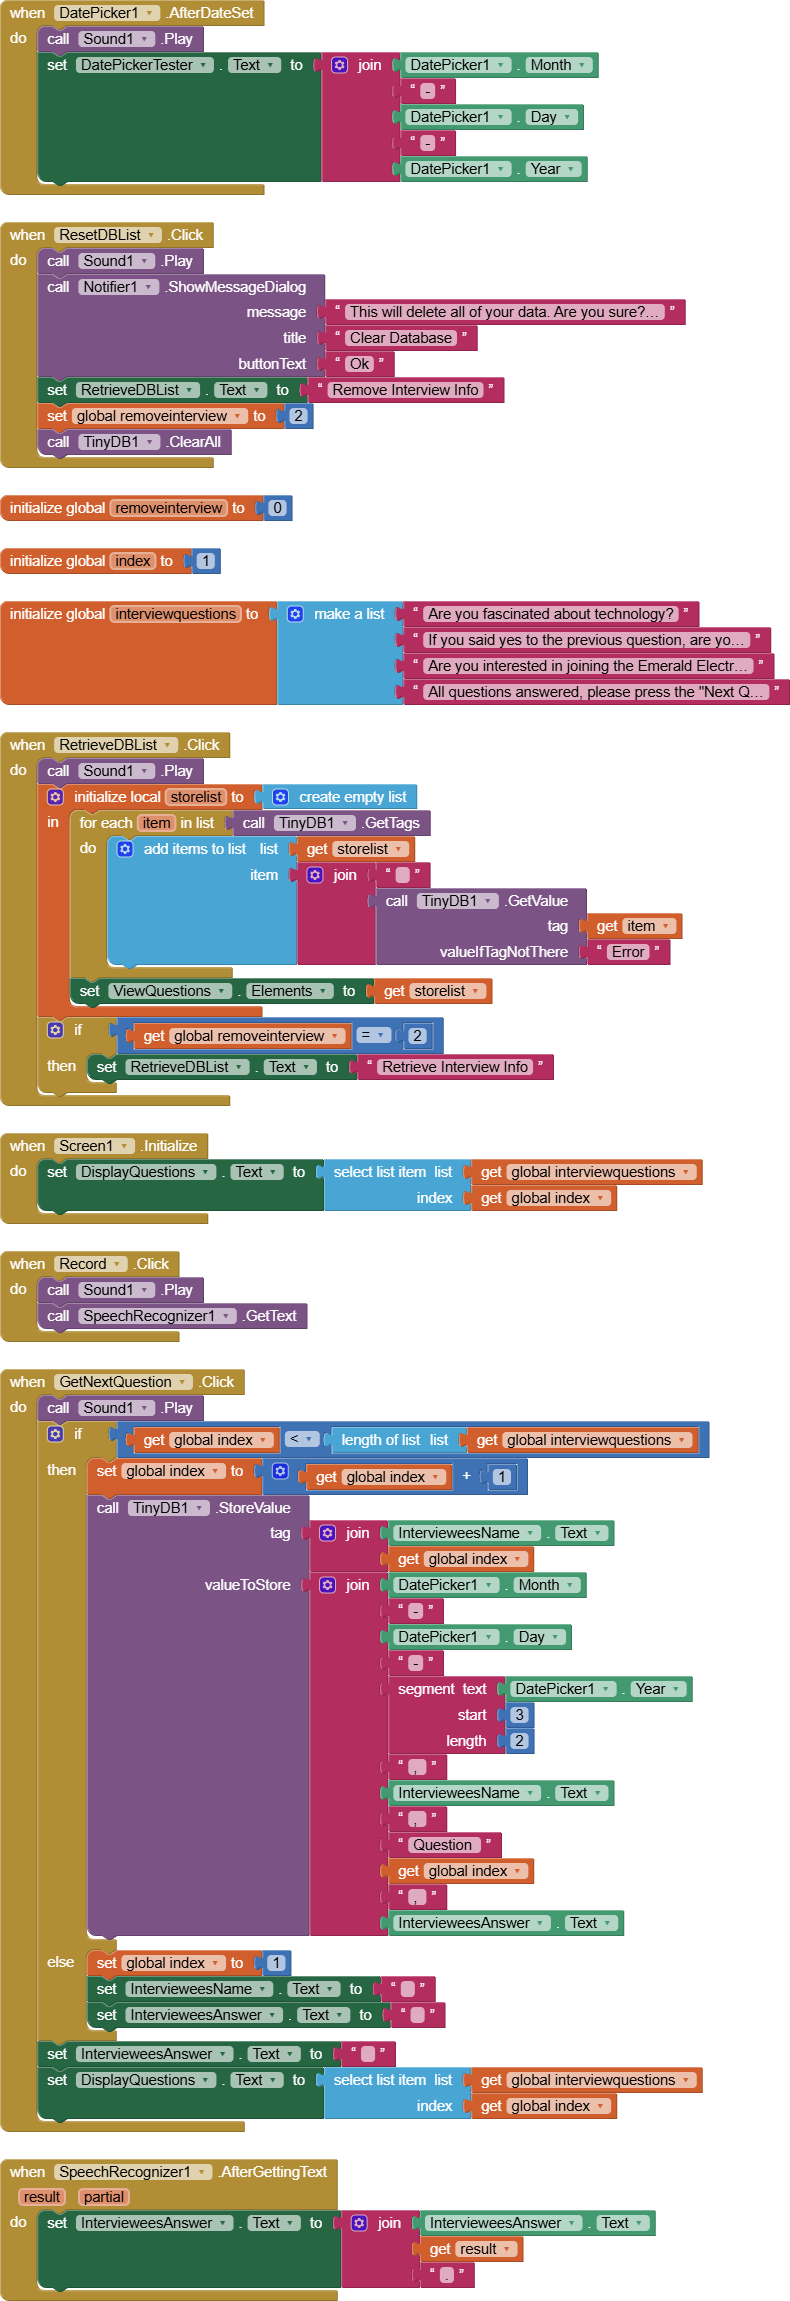 when DatePicker1 .AfterDateSet
do call Sound1 .Play
set DatePickerTester . Text to join DatePicker1 . Month
“ - ”
DatePicker1 . Day
“ - ”
DatePicker1 . Year
when ResetDBList .Click
do call Sound1 .Play
call Notifier1 .ShowMessageDialog
message “ This will delete all of your data. Are you sure?... ”
title “ Clear Database ”
buttonText “ Ok ”
set RetrieveDBList . Text to “ Remove Interview Info ”
set global removeinterview to 2
call TinyDB1 .ClearAll
initialize global removeinterview to 0
initialize global index to 1
initialize global interviewquestions to make a list “ Are you fascinated about technology? ”
“ If you said yes to the previous question, are yo... ”
“ Are you interested in joining the Emerald Electr... ”
“ All questions answered, please press the "Next Q... ”
when RetrieveDBList .Click
do call Sound1 .Play
initialize local storelist to create empty list
in for each item in list call TinyDB1 .GetTags
do add items to list list get storelist
item join “ ”
call TinyDB1 .GetValue
tag get item
valueIfTagNotThere “ Error ”
set ViewQuestions . Elements to get storelist
if get global removeinterview = 2
then set RetrieveDBList . Text to “ Retrieve Interview Info ”
when Screen1 .Initialize
do set DisplayQuestions . Text to select list item list get global interviewquestions
index get global index
when Record .Click
do call Sound1 .Play
call SpeechRecognizer1 .GetText
when GetNextQuestion .Click
do call Sound1 .Play
if get global index < length of list list get global interviewquestions
then set global index to get global index + 1
call TinyDB1 .StoreValue
tag join IntervieweesName . Text
get global index
valueToStore join DatePicker1 . Month
“ - ”
DatePicker1 . Day
“ - ”
segment text DatePicker1 . Year
start 3
length 2
“ , ”
IntervieweesName . Text
“ , ”
“ Question ”
get global index
“ , ”
IntervieweesAnswer . Text
else set global index to 1
set IntervieweesName . Text to “ ”
set IntervieweesAnswer . Text to “ ”
set IntervieweesAnswer . Text to “ ”
set DisplayQuestions . Text to select list item list get global interviewquestions
index get global index
when SpeechRecognizer1 .AfterGettingText
result partial
do set IntervieweesAnswer . Text to join IntervieweesAnswer . Text
get result
“ . ”